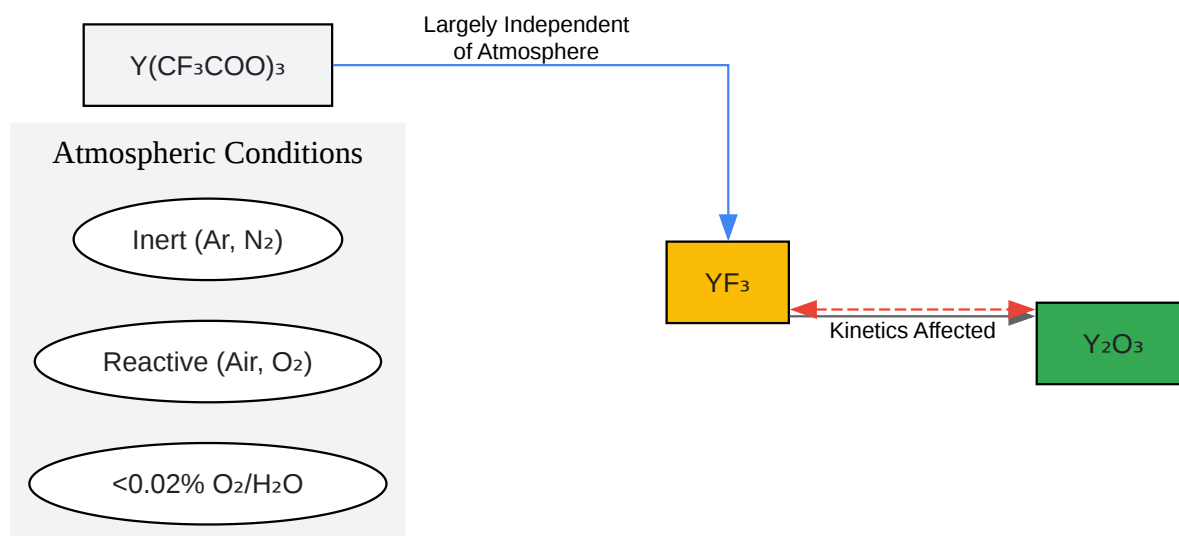 Largely Independent
of Atmosphere
Y(CF₃COO)₃
Atmospheric Conditions
Inert (Ar, N₂)
Reactive (Air, O₂)
<0.02% O₂/H₂O
YF₃
Kinetics Affected
Y₂O₃